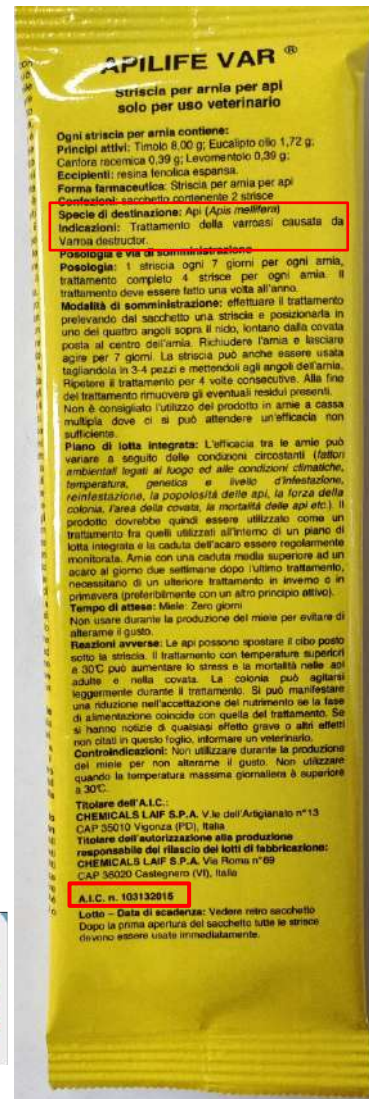 APILIFE VAR ®
Striscia per arnia per api
solo per uso veterinario
Ogni striscia per arnia contiene:
Principi attivi: Timolo 8,00 g; Eucalipto olio 1,72 g;
Canfora racemica 0,39 g; Levomentolo 0,39 g;
Eccipienti: resina fenolica espansa.
Forma farmaceutica: Striscia per arnia per api
Confezioni: sacchetto contenente 2 strisce
Specie di destinazione: Api (Apis mellifera)
Indicazioni: Trattamento della varroasi causata da
Varroa destructor.
Posologia e via di somministrazione
Posologia: 1 striscia ogni 7 giorni per ogni arnia,
trattamento completo 4 strisce per ogni arnia. Il
trattamento deve essere fatto una volta all'anno.
Modalità di somministrazione: effettuare il trattamento
prelevando dal sacchetto una striscia e posizionarla in
uno dei quattro angoli sopra il nido, lontano dalla covata
posta al centro dell'arnia. Richiudere l'arnia e lasciare
agire per 7 giorni. La striscia può anche essere usata
tagliandola in 3-4 pezzi e mettendoli agli angoli dell'arnia.
Ripetere il trattamento per 4 volte consecutive. Alla fine
del trattamento rimuovere gli eventuali residui presenti.
Non è consigliato l'utilizzo del prodotto in arnie a cassa
multipla dove ci si può attendere un'efficacia non
sufficiente.
Piano di lotta integrata: L'efficacia tra le arnie può
variare a seguito delle condizioni circostanti (fattori
ambientali legati al luogo ed alle condizioni climatiche,
temperatura, genetica e livello d'infestazione,
reinfestazione, la popolosità delle api, la forza della
colonia, l'area della covata, la mortalità delle api etc.). Il
prodotto dovrebbe quindi essere utilizzato come un
trattamento fra quelli utilizzati all'interno di un piano di
lotta integrata e la caduta dell'acaro essere regolarmente
monitorata. Arnie con una caduta media superiore ad un
acaro al giorno due settimane dopo l'ultimo trattamento,
necessitano di un ulteriore trattamento in inverno o in
primavera (preferibilmente con un altro principio attivo).
Tempo di attesa: Miele: Zero giorni
Non usare durante la produzione del miele per evitare di
alterarne il gusto.
Reazioni avverse: Le api possono spostare il cibo posto
sotto la striscia. Il trattamento con temperature superiori
a 30°C può aumentare lo stress e la mortalità nelle api
adulte e nella covata. La colonia può agitarsi
leggermente durante il trattamento. Si può manifestare
una riduzione nell'accettazione del nutrimento se la fase
di alimentazione coincide con quella del trattamento. Se
si hanno notizie di qualsiasi effetto grave o altri effetti
non citati in questo foglio, informare un veterinario.
Controindicazioni: Non utilizzare durante la produzione
del miele per non alterarne il gusto. Non utilizzare
quando la temperatura massima giornaliera è superiore
a 30°C.
Titolare dell'A.I.C.:
CHEMICALS LAIF S.P.A. V.le dell'Artigianato n°13
CAP 35010 Vigonza (PD), Italia
Titolare dell'autorizzazione alla produzione
responsabile del rilascio dei lotti di fabbricazione:
CHEMICALS LAIF S.P.A. Via Roma n°69
CAP 36020 Castegnero (VI), Italia
A.I.C. n. 103132015
Lotto – Data di scadenza: Vedere retro sacchetto
Dopo la prima apertura del sacchetto tutte le strisce
devono essere usate immediatamente.